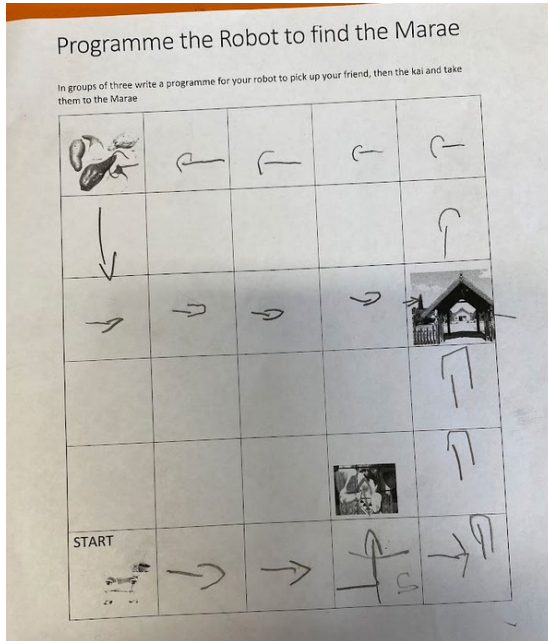 Programme the Robot to find the Marae
In groups of three write a programme for your robot to pick up your friend, then the kai and take
them to the Marae
START